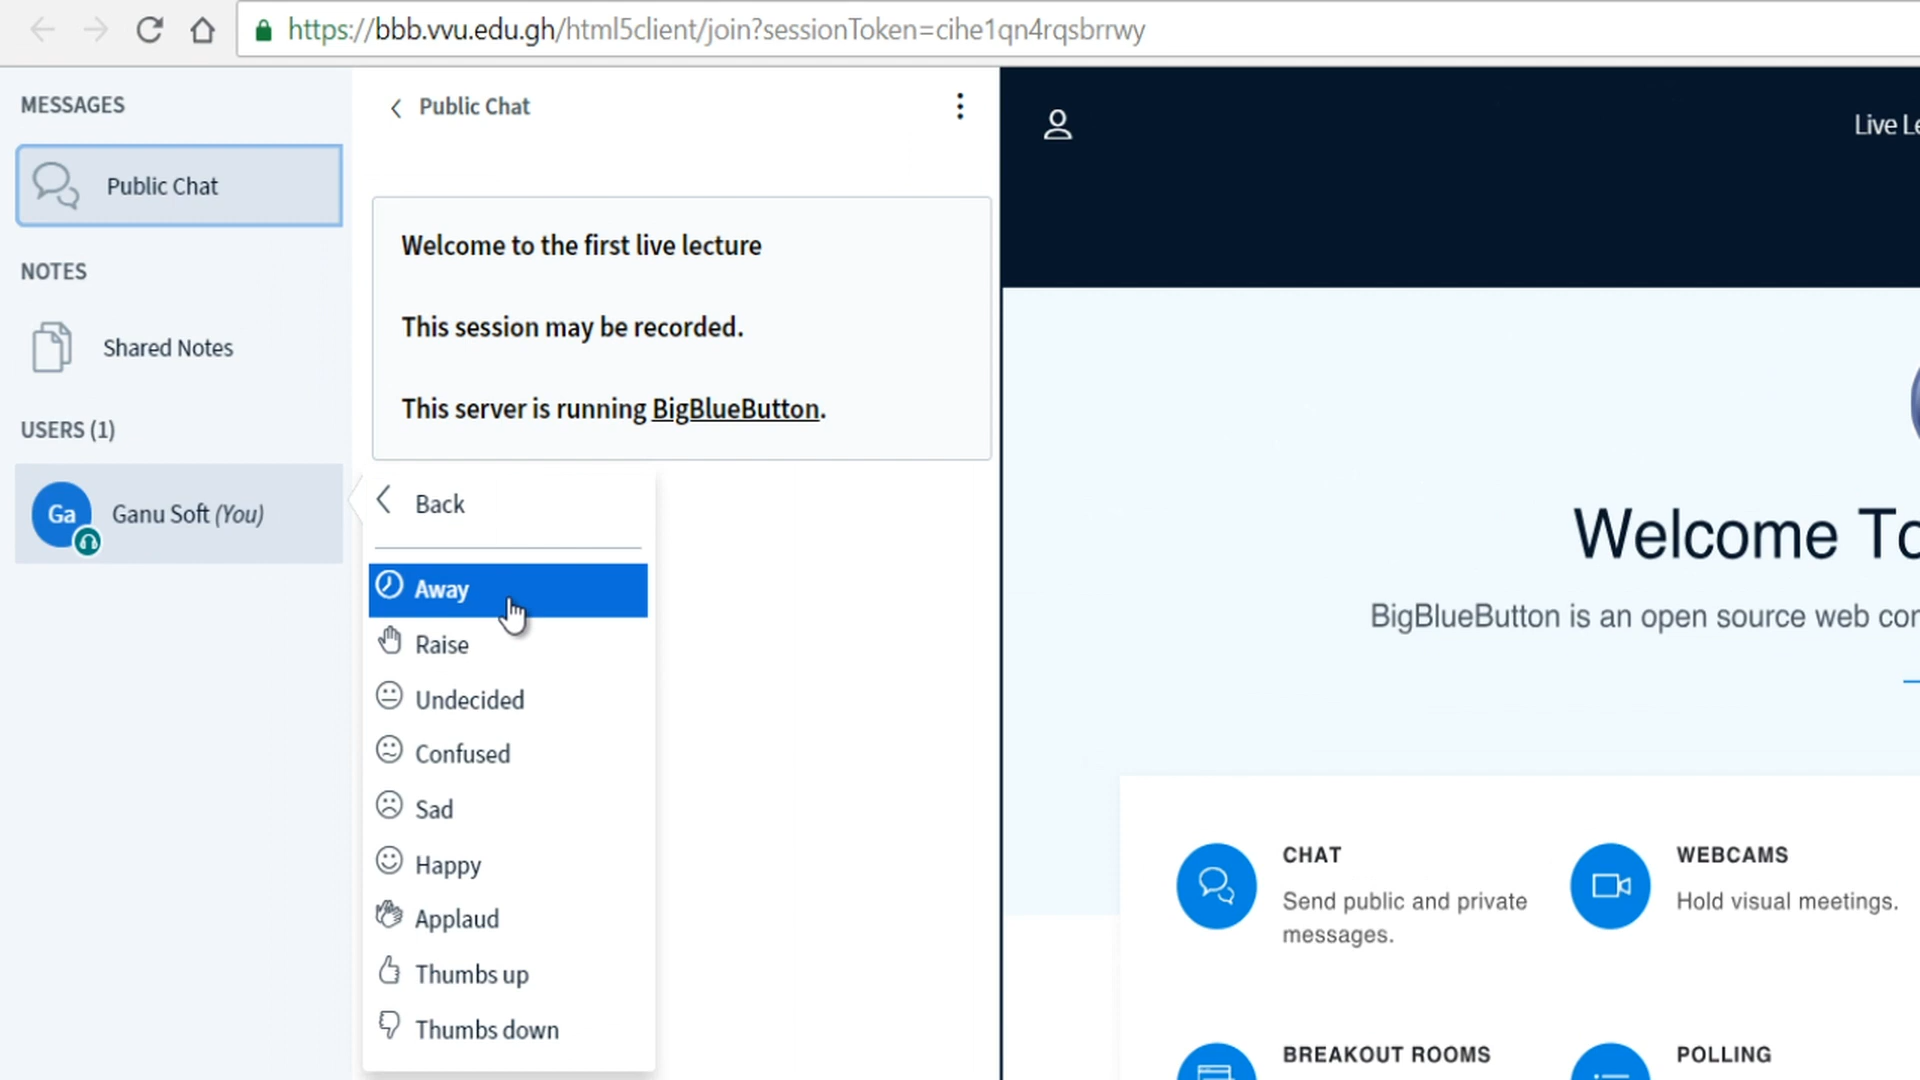 https://bbb.vvu.edu.gh/html5client/join?sessionToken=cihe1qn4rqsbrrwy
MESSAGES
Public Chat
NOTES
Shared Notes
USERS (1)
Ga
Ganu Soft (You)
Public Chat
Welcome to the first live lecture
This session may be recorded.
This server is running BigBlueButton.
Back
Away
Raise
Undecided
Confused
Sad
Happy
Applaud
Thumbs up
Thumbs down
Live Le
Welcome To
BigBlueButton is an open source web con
CHAT
Send public and private
messages.
WEBCAMS
Hold visual meetings.
BREAKOUT ROOMS
POLLING